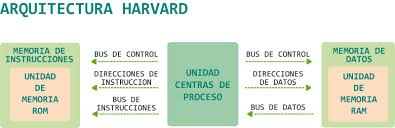 ARQUITECTURA HARVARD
MEMORIA DE
INSTRUCCIONES
UNIDAD
DE
MEMORIA
ROM
BUS DE CONTROL
DIRECCIONES DE
INSTRUCCION
BUS DE
INSTRUCCIONES
UNIDAD
CENTRAS DE
PROCESO
BUS DE CONTROL
DIRECCIONES
DE DATOS
BUS DE DATOS
MEMORIA DE
DATOS
UNIDAD
DE
MEMORIA
RAM